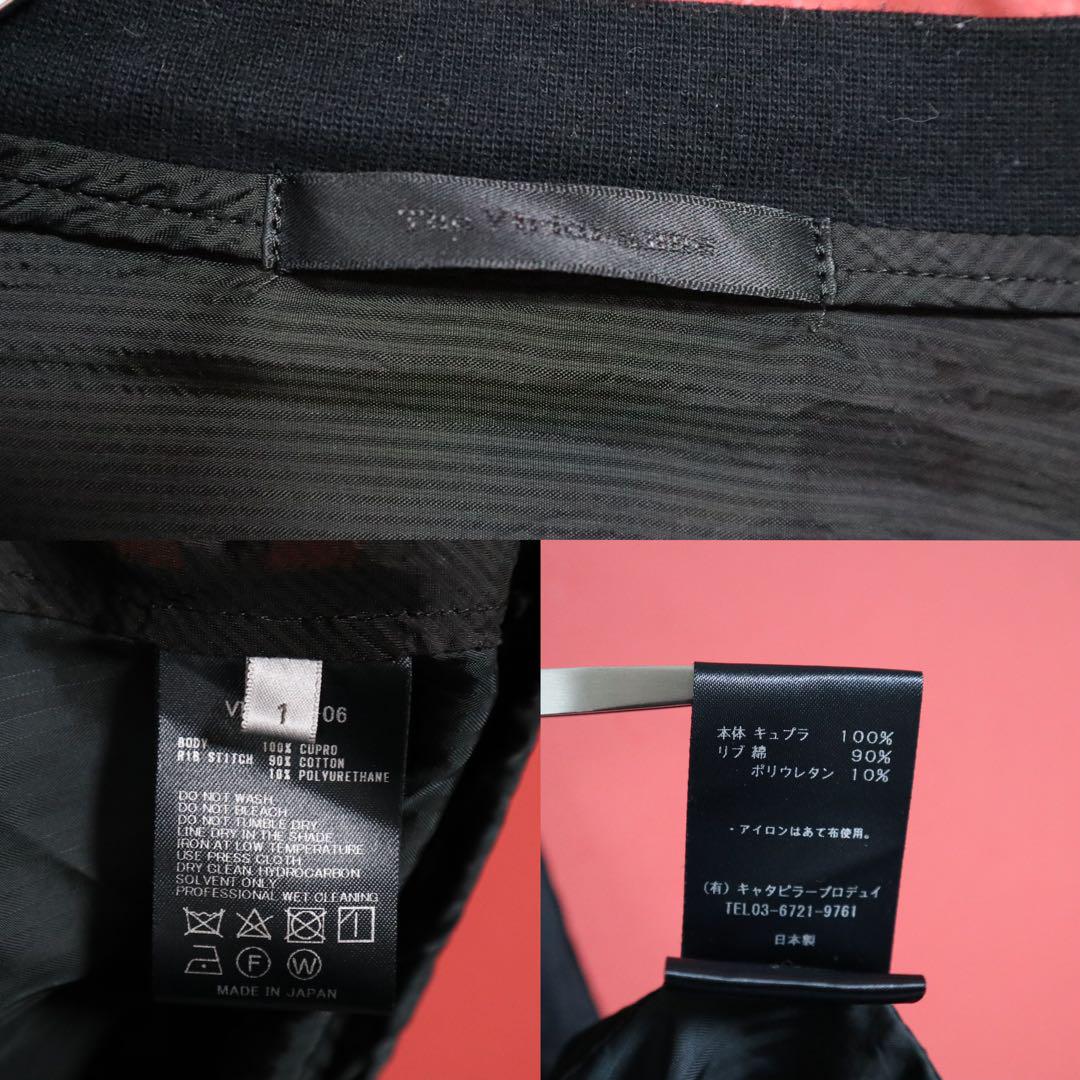 The Viridi-anne
1
06
BODY 100% CUPRO
RIB STITCH 90% COTTON
10% POLYURETHANE
DO NOT WASH.
DO NOT BLEACH.
DO NOT TUMBLE DRY.
LINE DRY IN THE SHADE.
IRON AT LOW TEMPERATURE
USE PRESS CLOTH.
DRY CLEAN, HYDROCARBON
SOLVENT ONLY
PROFESSIONAL WET CLEANING
F W
MADE IN JAPAN
本体 キュプラ 100%
リブ 綿 90%
ポリウレタン 10%
・アイロンはあて布使用。
(有) キャタピラープロデュイ
TEL03-6721-9761
日本製